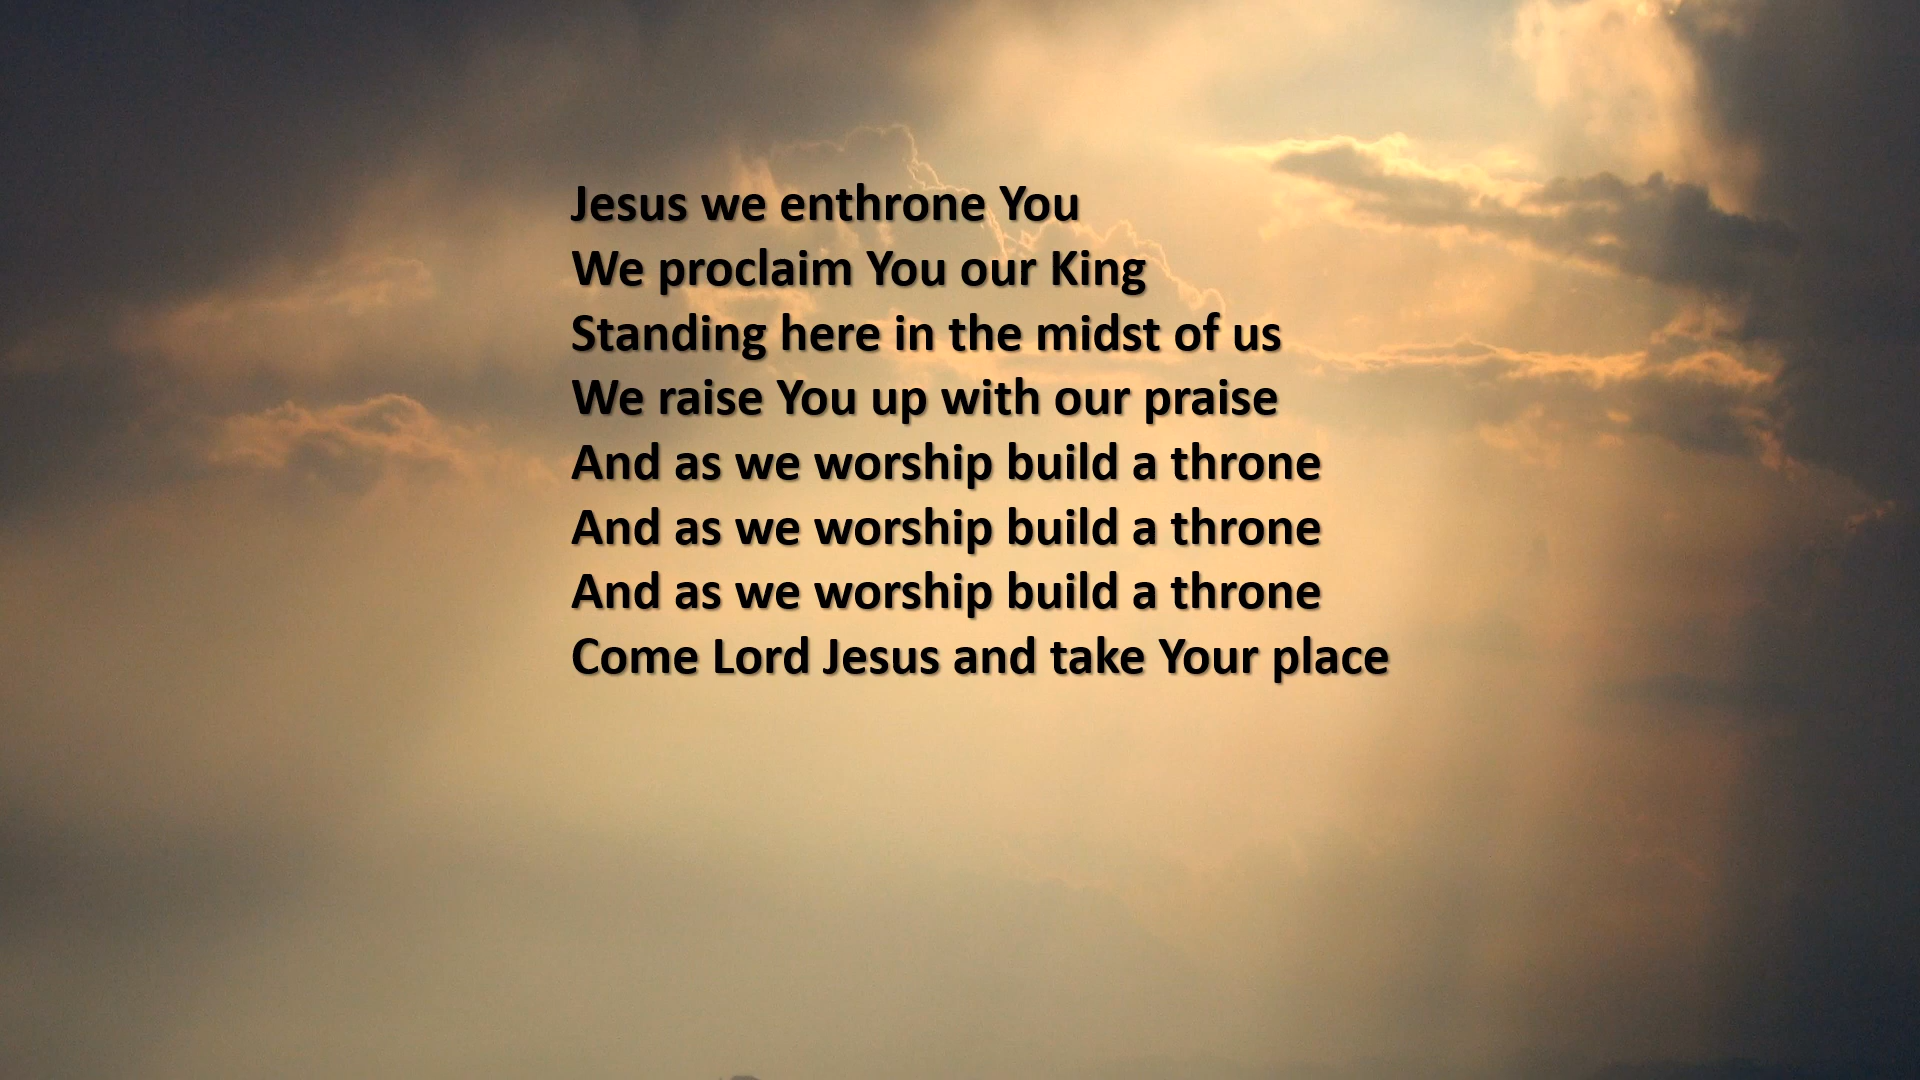 Jesus we enthrone You
We proclaim You our King
Standing here in the midst of us
We raise You up with our praise
And as we worship build a throne
And as we worship build a throne
And as we worship build a throne
Come Lord Jesus and take Your place